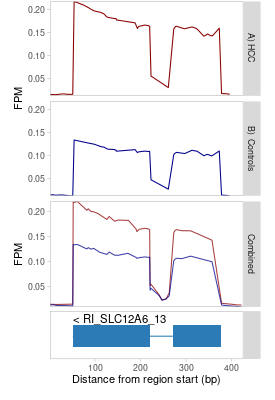 0.20
0.15
0.10
0.05
A) HCC
FPM
0.20
0.15
0.10
0.05
B) Controls
0.20
0.15
0.10
0.05
FPM
Combined
< RI_SLC12A6_13
100 200 300 400
Distance from region start (bp)